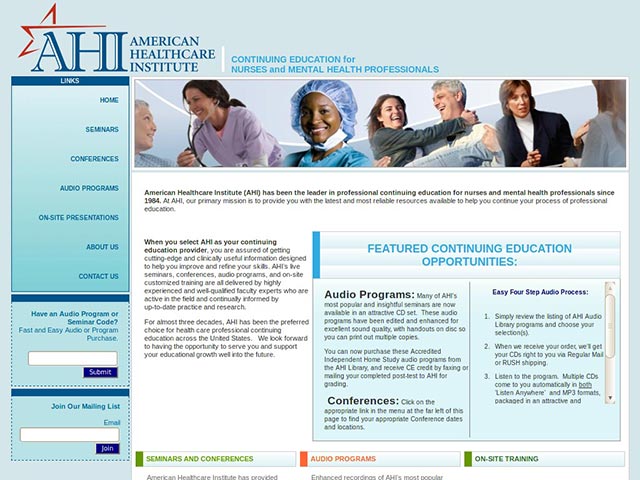 AHI AMERICAN
HEALTHCARE
INSTITUTE
CONTINUING EDUCATION for
NURSES and MENTAL HEALTH PROFESSIONALS
LINKS
HOME
SEMINARS
CONFERENCES
AUDIO PROGRAMS
ON-SITE PRESENTATIONS
ABOUT US
CONTACT US
Have an Audio Program or
Seminar Code?
Fast and Easy Audio or Program
Purchase.
Submit
Join Our Mailing List
Email
Join
American Healthcare Institute (AHI) has been the leader in professional continuing education for nurses and mental health professionals since
1984. At AHI, our primary mission is to provide you with the latest and most reliable resources available to help you continue your process of professional
education.
When you select AHI as your continuing
education provider, you are assured of getting
cutting-edge and clinically useful information designed
to help you improve and refine your skills. AHI's live
seminars, conferences, audio programs, and on-site
customized training are all delivered by highly
experienced and well-qualified faculty experts who are
active in the field and continually informed by
up-to-date practice and research.
For almost three decades, AHI has been the preferred
choice for health care professional continuing
education across the United States. We look forward
to having the opportunity to serve you and support
your educational growth well into the future.
FEATURED CONTINUING EDUCATION
OPPORTUNITIES:
Audio Programs: Many of AHI's
most popular and insightful seminars are now
available in an attractive CD set. These audio
programs have been edited and enhanced for
excellent sound quality, with handouts on disc so
you can print out multiple copies.
You can now purchase these Accredited
Independent Home Study audio programs from
the AHI Library, and receive CE credit by faxing or
mailing your completed post-test to AHI for
grading.
Conferences: Click on the
appropriate link in the menu at the far left of this
page to find your appropriate Conference dates
and locations.
Easy Four Step Audio Process:
1. Simply review the listing of AHI Audio
Library programs and choose your
selection(s).
2. When we receive your order, we'll get
your CDs right to you via Regular Mail
or RUSH shipping.
3. Listen to the program. Multiple CDs
come to you automatically in both
'Listen Anywhere' and MP3 formats,
packaged in an attractive and
SEMINARS AND CONFERENCES
AUDIO PROGRAMS
ON-SITE TRAINING
American Healthcare Institute has provided
Enhanced recordings of AHI's most popular